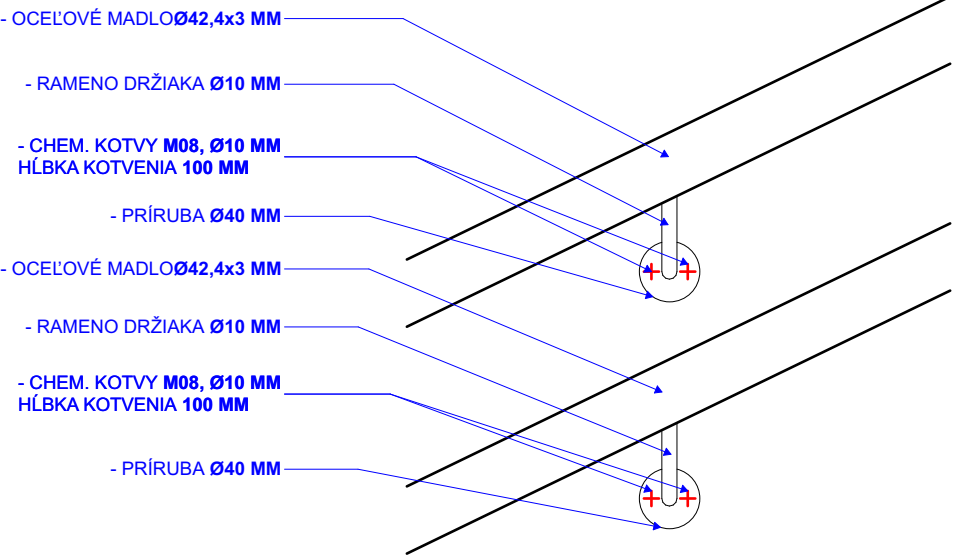 - OCEĽOVÉ MADLOØ42,4x3 MM
- RAMENO DRŽIAKA Ø10 MM
- CHEM. KOTVY M08, Ø10 MM
HĹBKA KOTVENIA 100 MM
- PRÍRUBA Ø40 MM
- OCEĽOVÉ MADLOØ42,4x3 MM
- RAMENO DRŽIAKA Ø10 MM
- CHEM. KOTVY M08, Ø10 MM
HĹBKA KOTVENIA 100 MM
- PRÍRUBA Ø40 MM